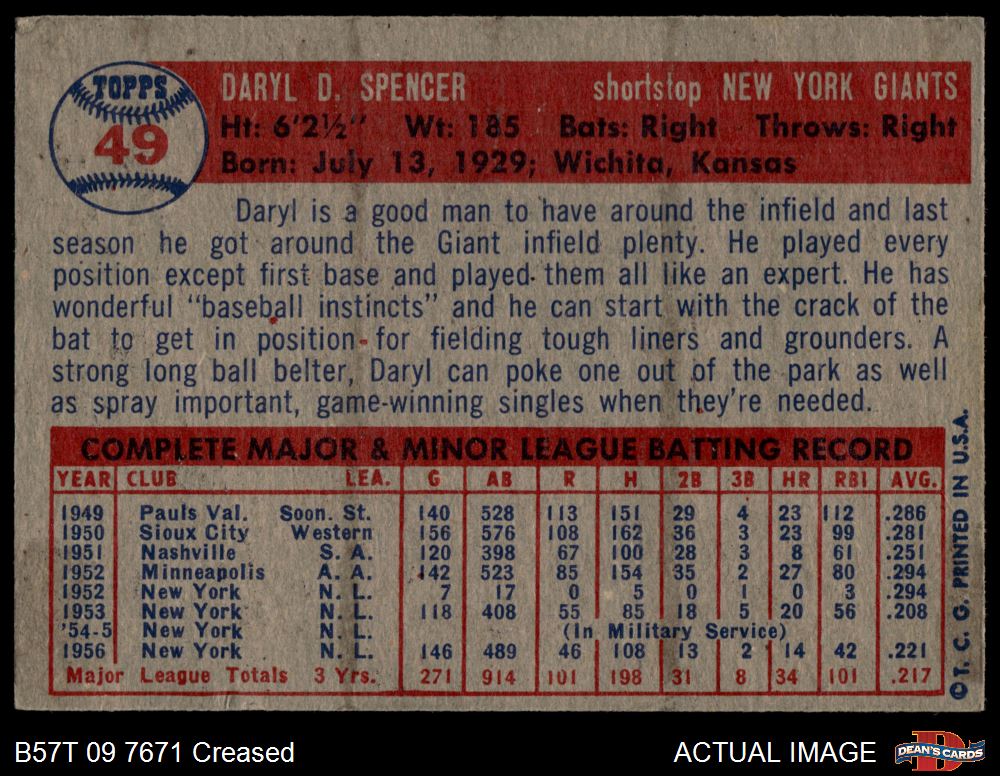 TOPPS
49
DARYL D. SPENCER shortstop NEW YORK GIANTS
Ht: 6'2½" Wt: 185 Bats: Right Throws: Right
Born: July 13, 1929; Wichita, Kansas
Daryl is a good man to have around the infield and last
season he got around the Giant infield plenty. He played every
position except first base and played them all like an expert. He has
wonderful "baseball instincts" and he can start with the crack of the
bat to get in position for fielding tough liners and grounders. A
strong long ball belter, Daryl can poke one out of the park as well
as spray important, game-winning singles when they're needed.
COMPLETE MAJOR & MINOR LEAGUE BATTING RECORD
YEAR CLUB LEA. G AB R H 2B 3B HR RBI AVG.
1949 Pauls Val. Soon. St. 140 528 113 151 29 4 23 112 .286
1950 Sioux City Western 156 576 108 162 36 3 23 99 .281
1951 Nashville S. A. 120 398 67 100 28 3 8 61 .251
1952 Minneapolis A. A. 142 523 85 154 35 2 27 80 .294
1952 New York N. L. 7 17 0 5 0 1 0 3 .294
1953 New York N. L. 118 408 55 85 18 5 20 56 .208
'54-5 New York N. L. (In Military Service)
1956 New York N. L. 146 489 46 108 13 2 14 42 .221
Major League Totals 3 Yrs. 271 914 101 198 31 8 34 101 .217
© T. C. G. PRINTED IN U.S.A.
B57T 09 7671 Creased
ACTUAL IMAGE
DEAN'S CARDS